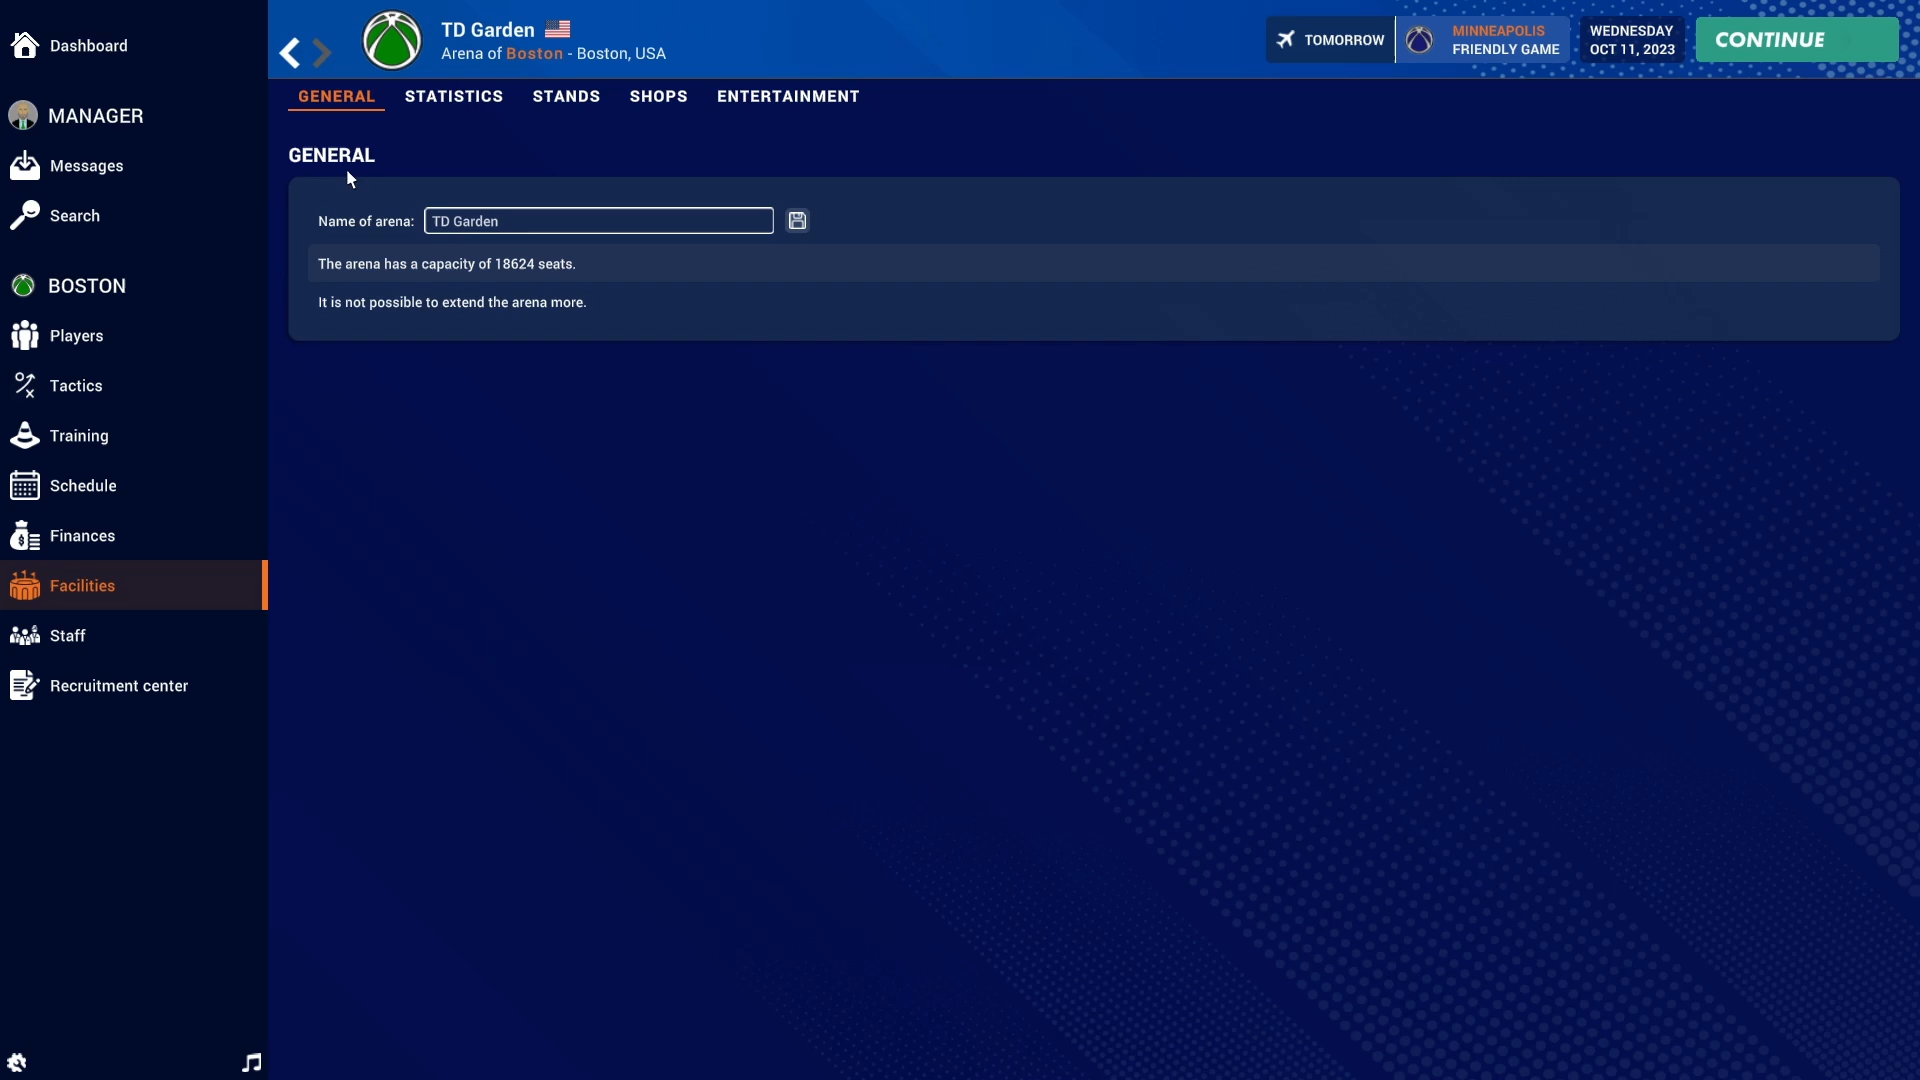 Dashboard
MANAGER
Messages
Search
BOSTON
Players
Tactics
Training
Schedule
Finances
Facilities
Staff
Recruitment center
TD Garden
Arena of Boston - Boston, USA
TOMORROW
MINNEAPOLIS
FRIENDLY GAME
WEDNESDAY
OCT 11, 2023
CONTINUE
GENERAL STATISTICS STANDS SHOPS ENTERTAINMENT
GENERAL
Name of arena: TD Garden
The arena has a capacity of 18624 seats.
It is not possible to extend the arena more.